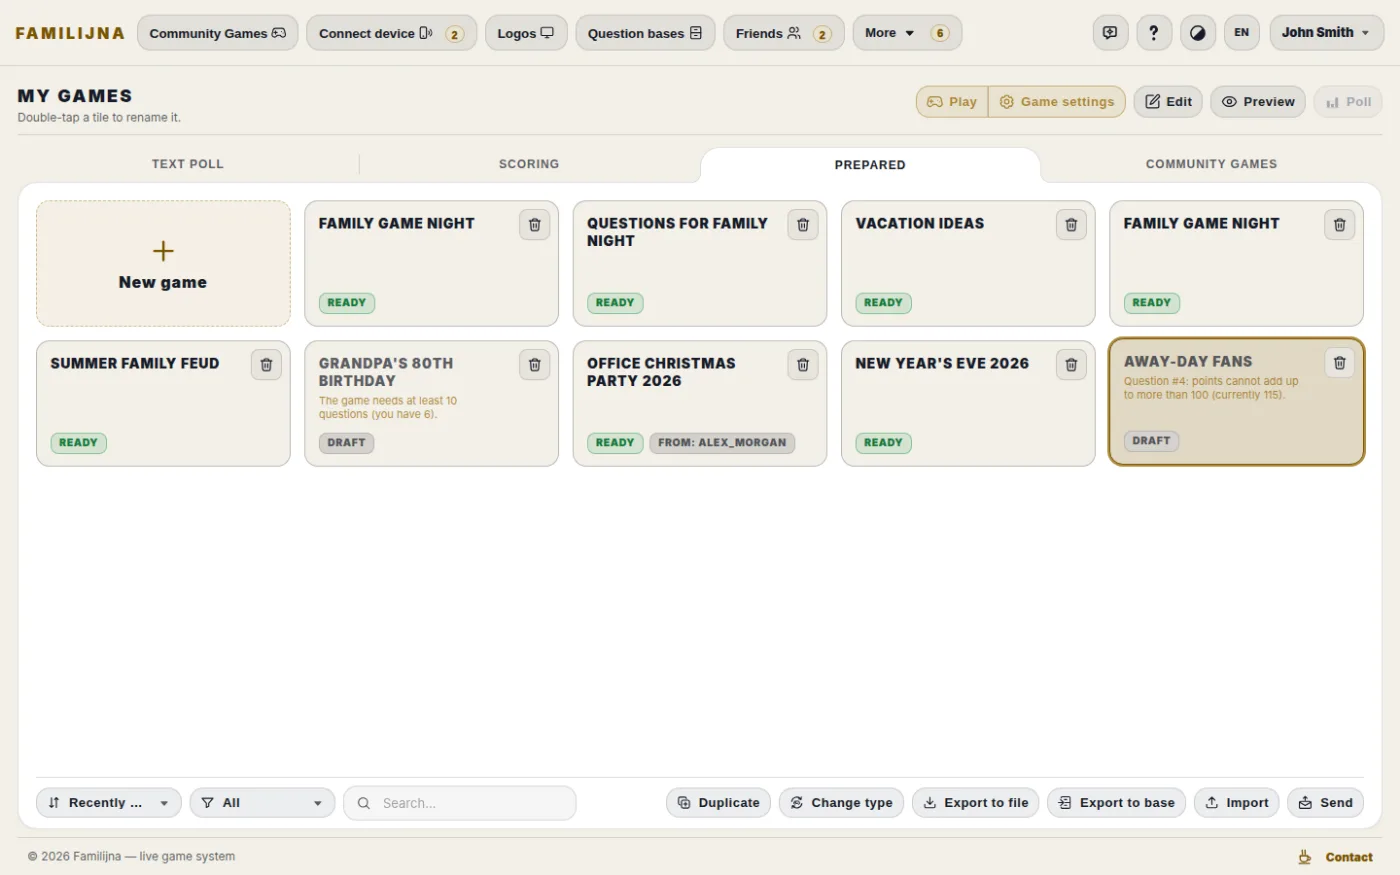 FAMILIJNA
Community Games
Connect device 2
Logos
Question bases
Friends 2
More 6
?
EN
John Smith
MY GAMES
Double-tap a tile to rename it.
Play
Game settings
Edit
Preview
Poll
TEXT POLL
SCORING
PREPARED
COMMUNITY GAMES
New game
FAMILY GAME NIGHT
READY
QUESTIONS FOR FAMILY
NIGHT
READY
VACATION IDEAS
READY
FAMILY GAME NIGHT
READY
SUMMER FAMILY FEUD
READY
GRANDPA'S 80TH
BIRTHDAY
The game needs at least 10
questions (you have 6).
DRAFT
OFFICE CHRISTMAS
PARTY 2026
READY
FROM: ALEX_MORGAN
NEW YEAR'S EVE 2026
READY
AWAY-DAY FANS
Question #4: points cannot add up
to more than 100 (currently 115).
DRAFT
Recently ...
All
Search...
Duplicate
Change type
Export to file
Export to base
Import
Send
© 2026 Familijna — live game system
Contact